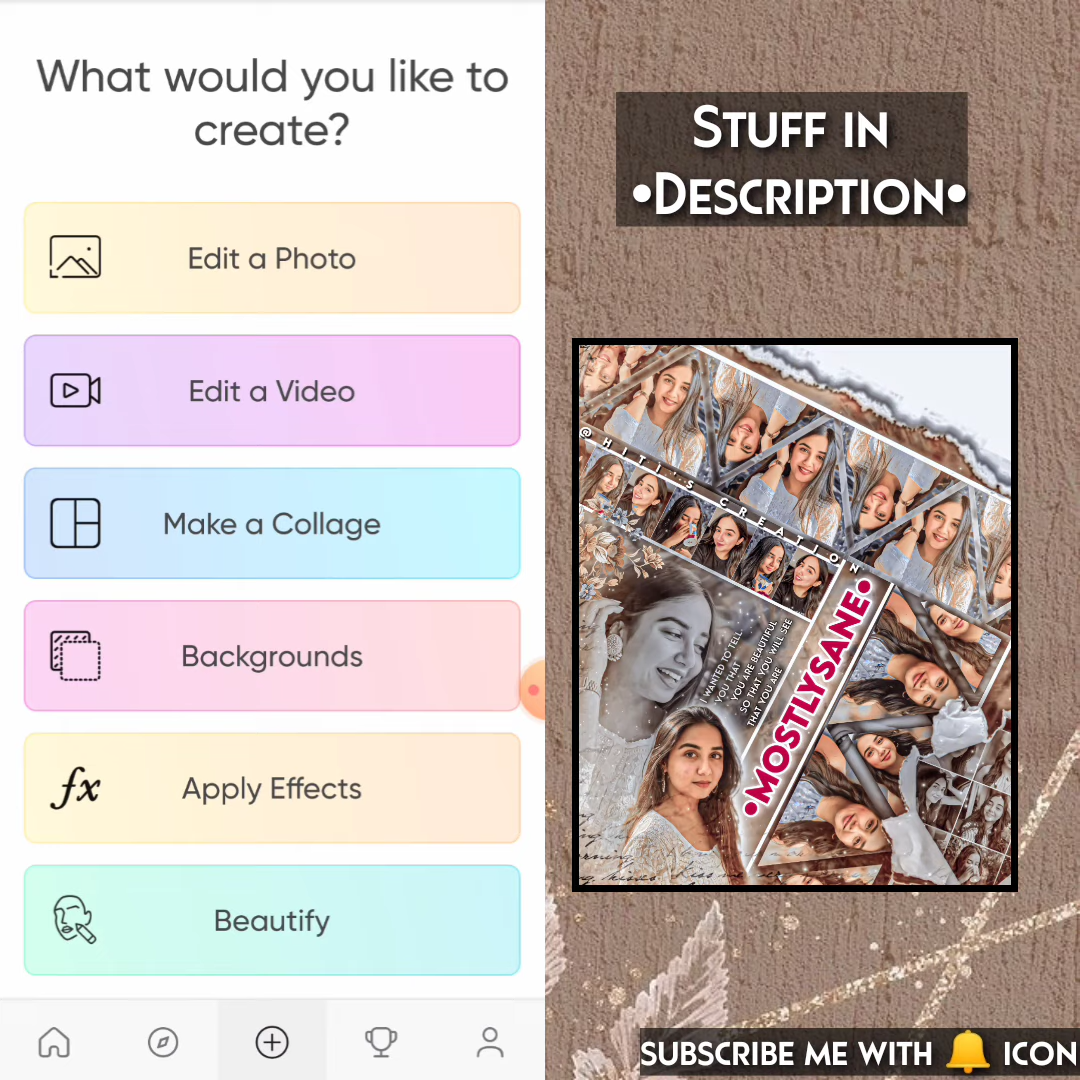 What would you like to
create?
Edit a Photo
Edit a Video
Make a Collage
Backgrounds
fx
Apply Effects
Beautify
STUFF IN
•DESCRIPTION•
@HITI'S CREATION
I WANTED TO TELL
YOU THAT
YOU ARE BEAUTIFUL
SO THAT YOU WILL SEE
THAT YOU ARE
•MOSTLYSANE•
SUBSCRIBE ME WITH 🔔 ICON